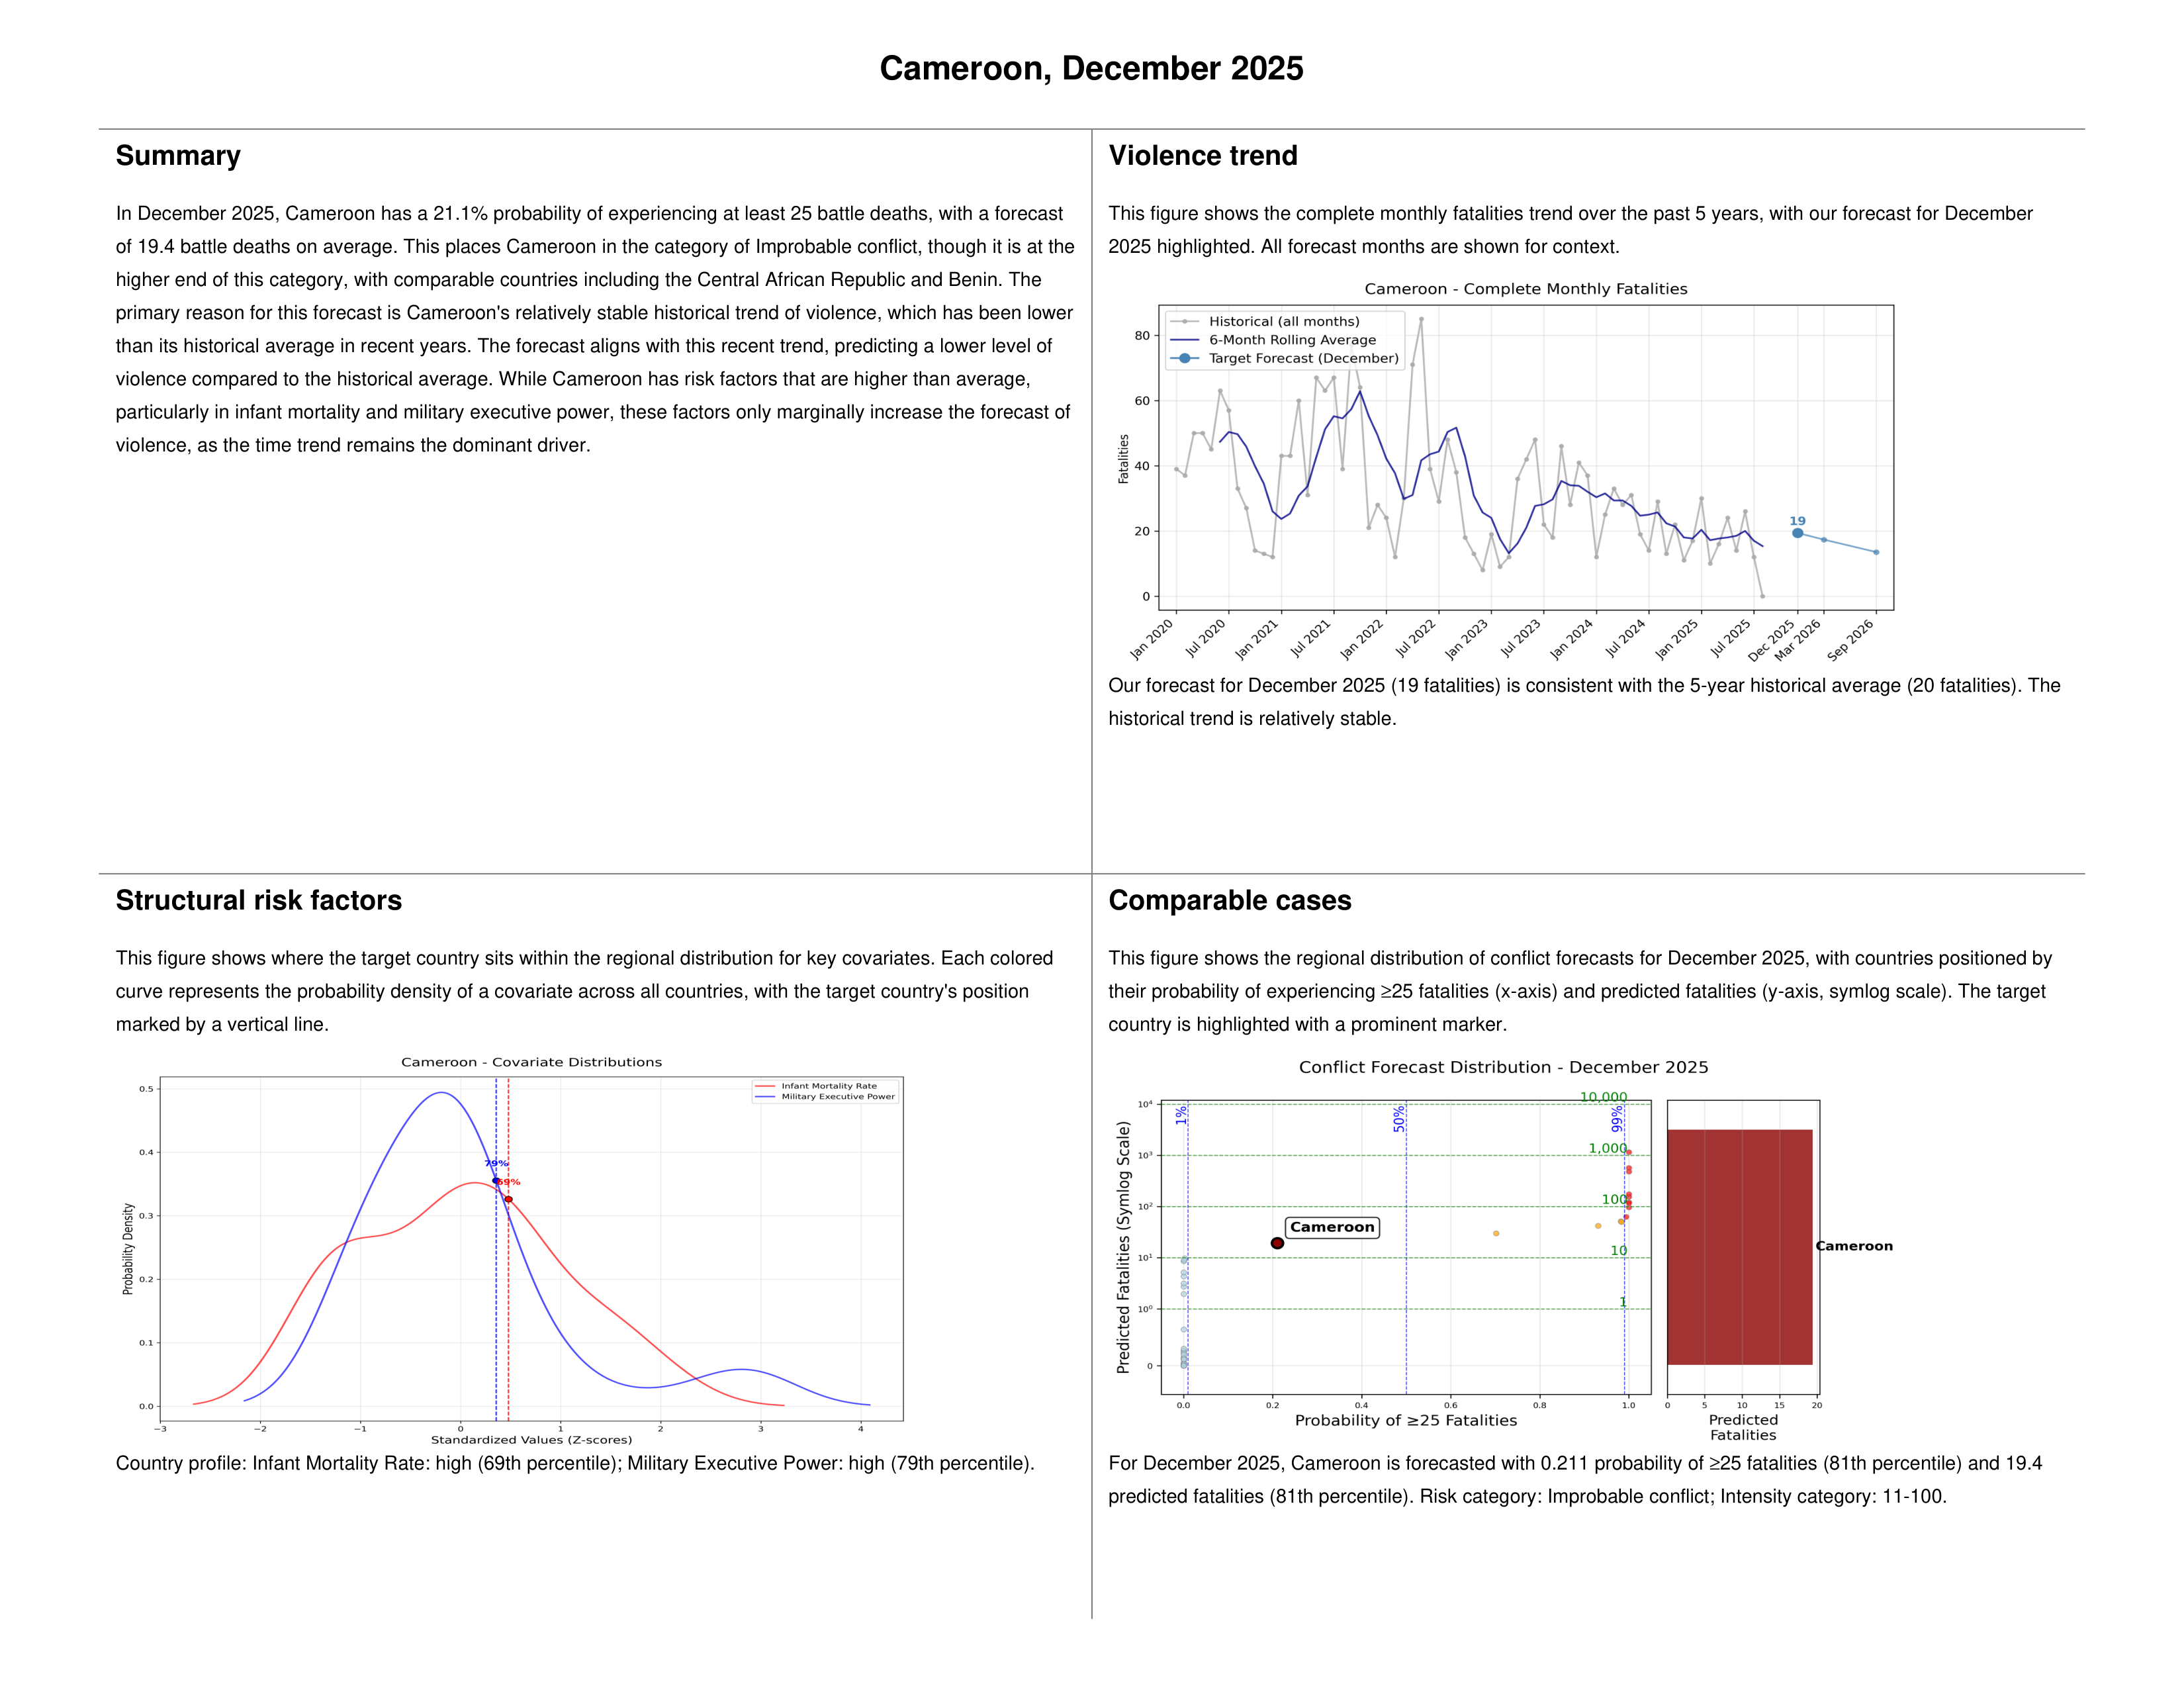 Cameroon, December 2025
Summary
In December 2025, Cameroon has a 21.1% probability of experiencing at least 25 battle deaths, with a forecast
of 19.4 battle deaths on average. This places Cameroon in the category of Improbable conflict, though it is at the
higher end of this category, with comparable countries including the Central African Republic and Benin. The
primary reason for this forecast is Cameroon's relatively stable historical trend of violence, which has been lower
than its historical average in recent years. The forecast aligns with this recent trend, predicting a lower level of
violence compared to the historical average. While Cameroon has risk factors that are higher than average,
particularly in infant mortality and military executive power, these factors only marginally increase the forecast of
violence, as the time trend remains the dominant driver.
Violence trend
This figure shows the complete monthly fatalities trend over the past 5 years, with our forecast for December
2025 highlighted. All forecast months are shown for context.
Cameroon - Complete Monthly Fatalities
Historical (all months)
6-Month Rolling Average
Target Forecast (December)
Fatalities
80
60
40
20
0
19
Jan 2020
Jul 2020
Jan 2021
Jul 2021
Jan 2022
Jul 2022
Jan 2023
Jul 2023
Jan 2024
Jul 2024
Jan 2025
Jul 2025
Dec 2025
Mar 2026
Sep 2026
Our forecast for December 2025 (19 fatalities) is consistent with the 5-year historical average (20 fatalities). The
historical trend is relatively stable.
Structural risk factors
This figure shows where the target country sits within the regional distribution for key covariates. Each colored
curve represents the probability density of a covariate across all countries, with the target country's position
marked by a vertical line.
Cameroon - Covariate Distributions
Infant Mortality Rate
Military Executive Power
Probability Density
0.5
0.4
0.3
0.2
0.1
0.0
79%
69%
−3
−2
−1
0
1
2
3
4
Standardized Values (Z-scores)
Country profile: Infant Mortality Rate: high (69th percentile); Military Executive Power: high (79th percentile).
Comparable cases
This figure shows the regional distribution of conflict forecasts for December 2025, with countries positioned by
their probability of experiencing ≥25 fatalities (x-axis) and predicted fatalities (y-axis, symlog scale). The target
country is highlighted with a prominent marker.
Conflict Forecast Distribution - December 2025
Predicted Fatalities (Symlog Scale)
10⁴
10³
10²
10¹
10⁰
0
1%
50%
99%
10,000
1,000
100
10
1
Cameroon
0.0
0.2
0.4
0.6
0.8
1.0
Probability of ≥25 Fatalities
Cameroon
0
5
10
15
20
Predicted
Fatalities
For December 2025, Cameroon is forecasted with 0.211 probability of ≥25 fatalities (81th percentile) and 19.4
predicted fatalities (81th percentile). Risk category: Improbable conflict; Intensity category: 11-100.